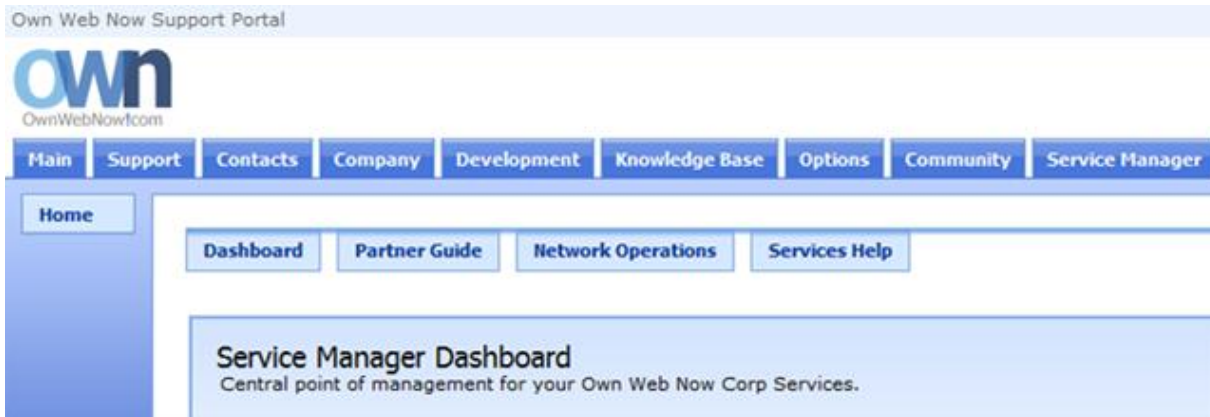 Own Web Now Support Portal
own
OwnWebNow!com
Main Support Contacts Company Development Knowledge Base Options Community Service Manager
Home
Dashboard Partner Guide Network Operations Services Help
Service Manager Dashboard
Central point of management for your Own Web Now Corp Services.